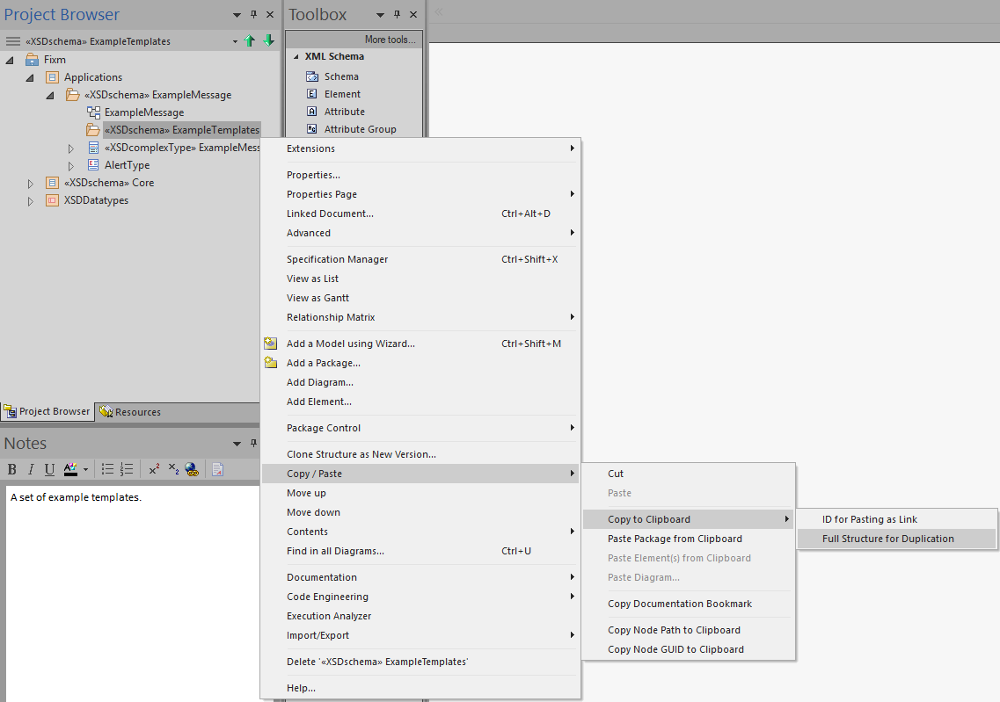 Project Browser
«XSDschema» ExampleTemplates
Fixm
Applications
«XSDschema» ExampleMessage
ExampleMessage
«XSDschema» ExampleTemplates
«XSDcomplexType» ExampleMess
AlertType
«XSDschema» Core
XSDDatatypes
Project Browser
Resources
Notes
B I U A x² x₂
A set of example templates.
Toolbox
More tools...
XML Schema
Schema
E Element
A Attribute
Ag Attribute Group
Extensions
Properties...
Properties Page
Linked Document... Ctrl+Alt+D
Advanced
Specification Manager Ctrl+Shift+X
View as List
View as Gantt
Relationship Matrix
Add a Model using Wizard... Ctrl+Shift+M
Add a Package...
Add Diagram...
Add Element...
Package Control
Clone Structure as New Version...
Copy / Paste
Move up
Move down
Contents
Find in all Diagrams... Ctrl+U
Documentation
Code Engineering
Execution Analyzer
Import/Export
Delete '«XSDschema» ExampleTemplates'
Help...
Cut
Paste
Copy to Clipboard
Paste Package from Clipboard
Paste Element(s) from Clipboard
Paste Diagram...
Copy Documentation Bookmark
Copy Node Path to Clipboard
Copy Node GUID to Clipboard
ID for Pasting as Link
Full Structure for Duplication